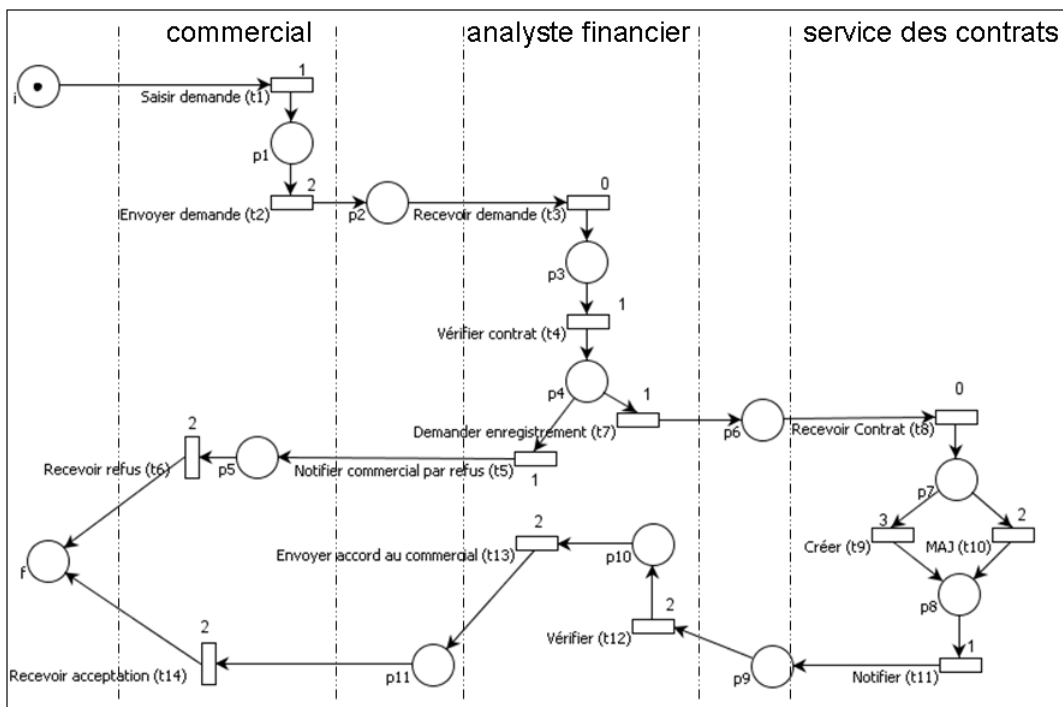 commercial
analyste financier
service des contrats
1
i
Saisir demande (t1)
p1
2
0
Envoyer demande (t2)
p2
Recevoir demande (t3)
p3
1
Vérifier contrat (t4)
p4
1
0
2
Demander enregistrement (t7)
p6
Recevoir Contrat (t8)
Recevoir refus (t6)
p5
Notifier commercial par refus (t5)
1
p7
3
2
2
Créer (t9)
MAJ (t10)
Envoyer accord au commercial (t13)
p10
f
p8
2
2
Vérifier (t12)
1
Recevoir acceptation (t14)
p11
p9
Notifier (t11)